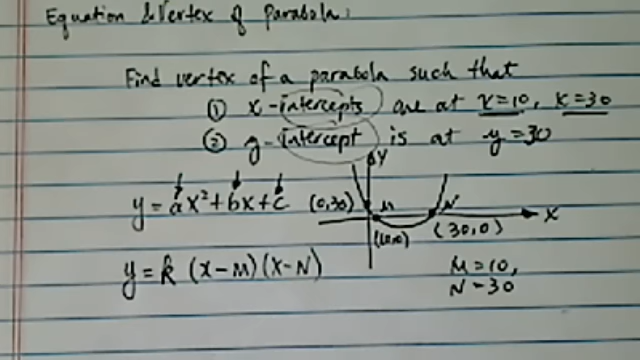 Equation & Vertex of Parabola:
Find vertex of a parabola such that
① x-intercepts are at x=10, x=30
② y-intercept is at y=30
y
y = ax² + bx + c (0,30) M N x
(10,0) (30,0)
y = k (x-M)(x-N) M=10,
N=30